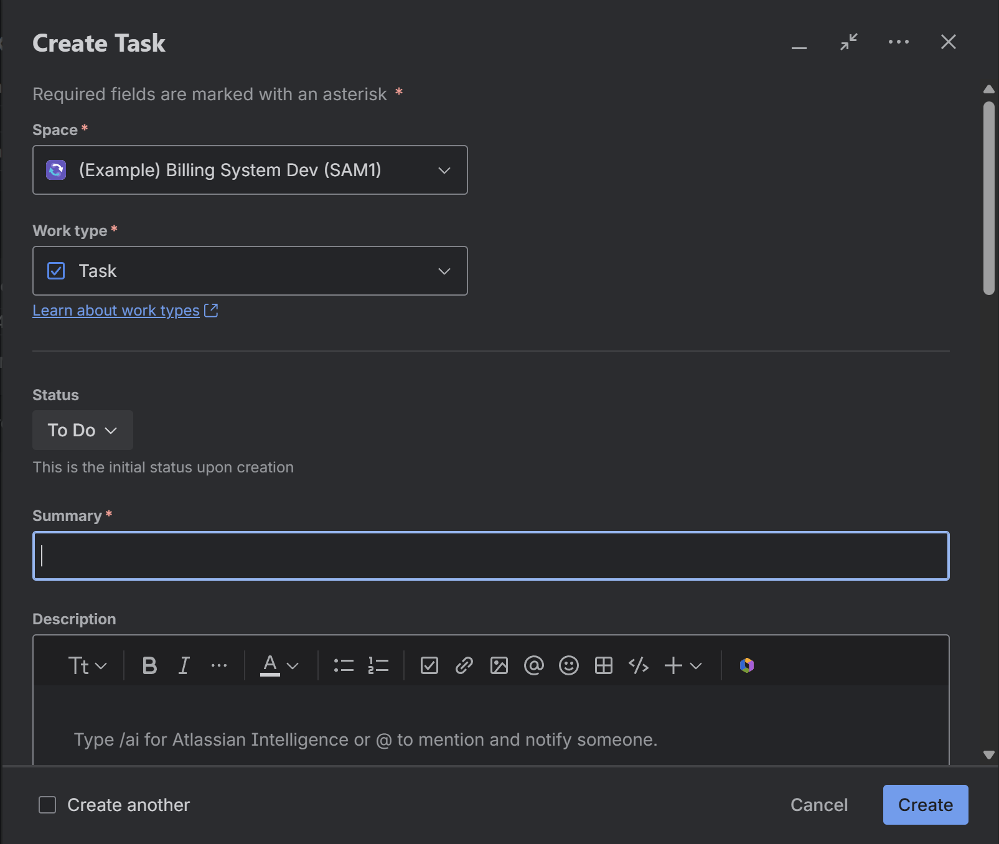 Create Task
Required fields are marked with an asterisk *
Space *
(Example) Billing System Dev (SAM1)
Work type *
Task
Learn about work types
Status
To Do
This is the initial status upon creation
Summary *
Description
Tt B I A @
Type /ai for Atlassian Intelligence or @ to mention and notify someone.
Create another
Cancel
Create